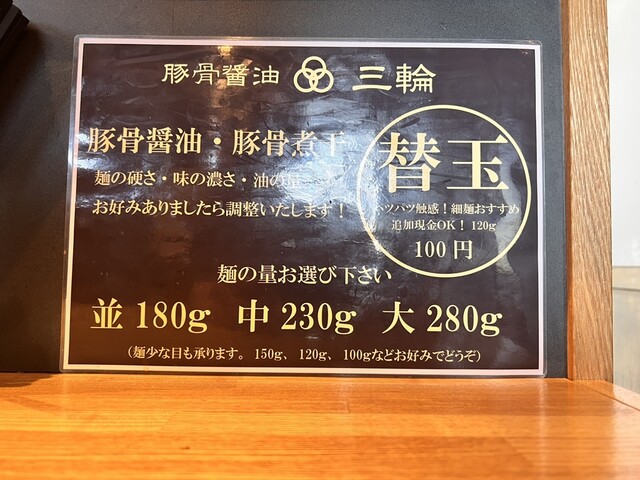 豚骨醤油 三輪
豚骨醤油・豚骨煮干
麺の硬さ・味の濃さ・油の量
お好みありましたら調整いたします!
替玉
パツパツ触感!細麺おすすめ
追加現金OK! 120g
100円
麺の量お選び下さい
並 180g 中 230g 大 280g
(麺少な目も承ります。150g、120g、100gなどお好みでどうぞ)